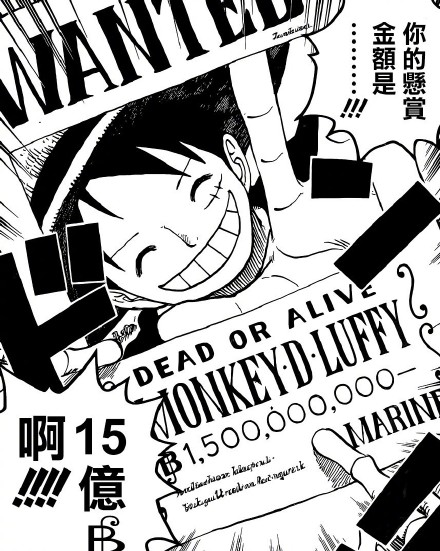 你的懸賞
金額是
………!!!
WANTED
DEAD OR ALIVE
MONKEY·D·LUFFY
฿1,500,000,000—
MARINE
ド
15
億
฿
啊
!!!!